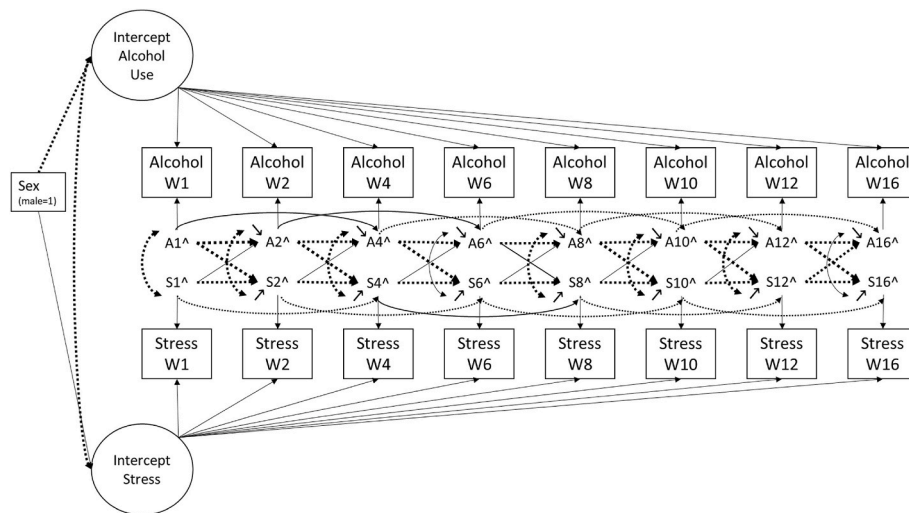 Intercept
Alcohol
Use
Sex
(male=1)
Alcohol W1
Alcohol W2
Alcohol W4
Alcohol W6
Alcohol W8
Alcohol W10
Alcohol W12
Alcohol W16
A1^ A2^ A4^ A6^ A8^ A10^ A12^ A16^
S1^ S2^ S4^ S6^ S8^ S10^ S12^ S16^
Stress W1
Stress W2
Stress W4
Stress W6
Stress W8
Stress W10
Stress W12
Stress W16
Intercept
Stress